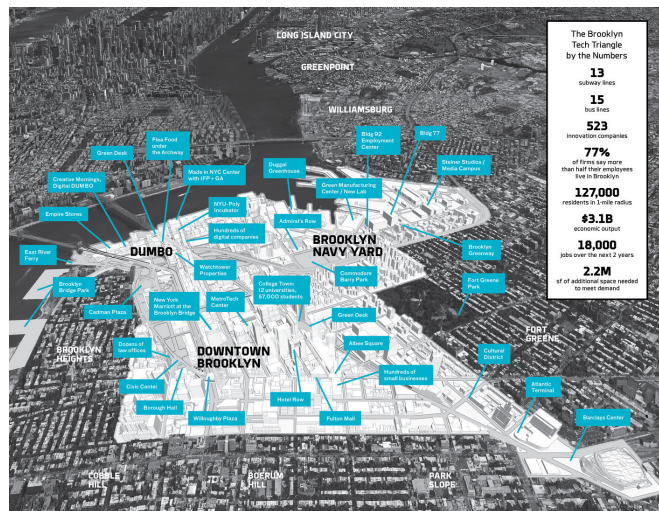 LONG ISLAND CITY
GREENPOINT
WILLIAMSBURG
The Brooklyn
Tech Triangle
by the Numbers
13
subway lines
15
bus lines
523
innovation companies
77%
of firms say more
than half their employees
live in Brooklyn
127,000
residents in 1-mile radius
$3.1B
economic output
18,000
jobs over the next 2 years
2.2M
sf of additional space needed
to meet demand
Flea Food
under
the Archway
Green Desk
Made in NYC Center
with IFP + GA
Creative Mornings,
Digital DUMBO
Empire Stores
East River
Ferry
Brooklyn
Bridge Park
NYU-Poly
Incubator
Hundreds of
digital companies
DUMBO
Watchtower
Properties
Cadman Plaza
Duggal
Greenhouse
Bldg 92
Employment
Center
Bldg 77
Steiner Studios /
Media Campus
Green Manufacturing
Center / New Lab
Admiral's Row
BROOKLYN
NAVY YARD
Brooklyn
Greenway
Commodore
Barry Park
Fort Greene
Park
College Town:
12 universities,
57,000 students
MetroTech
Center
New York
Marriott at the
Brooklyn Bridge
Green Desk
FORT
GREENE
BROOKLYN
HEIGHTS
Dozens of
law offices
DOWNTOWN
BROOKLYN
Albee Square
Cultural
District
Hundreds of
small businesses
Civic Center
Atlantic
Terminal
Borough Hall
Willoughby Plaza
Hotel Row
Fulton Mall
Barclays Center
COBBLE
HILL
BOERUM
HILL
PARK
SLOPE